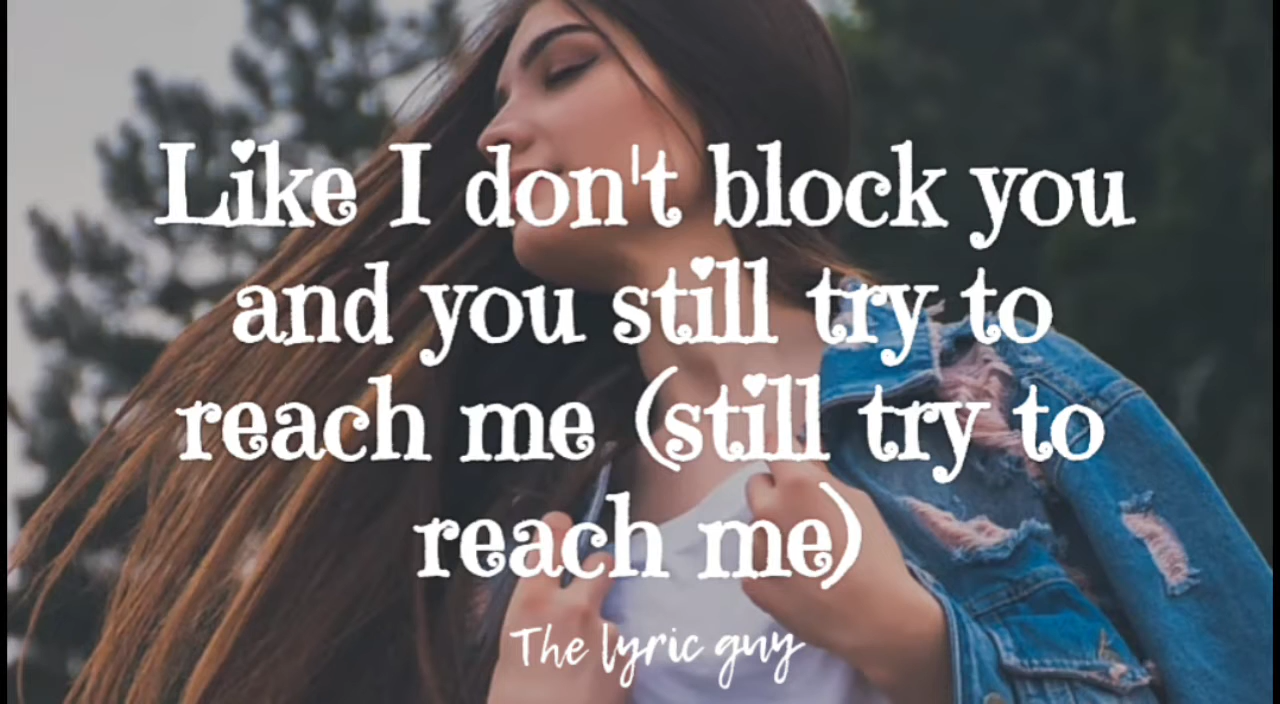 Like I don't block you
and you still try to
reach me (still try to
reach me)
The lyric guy